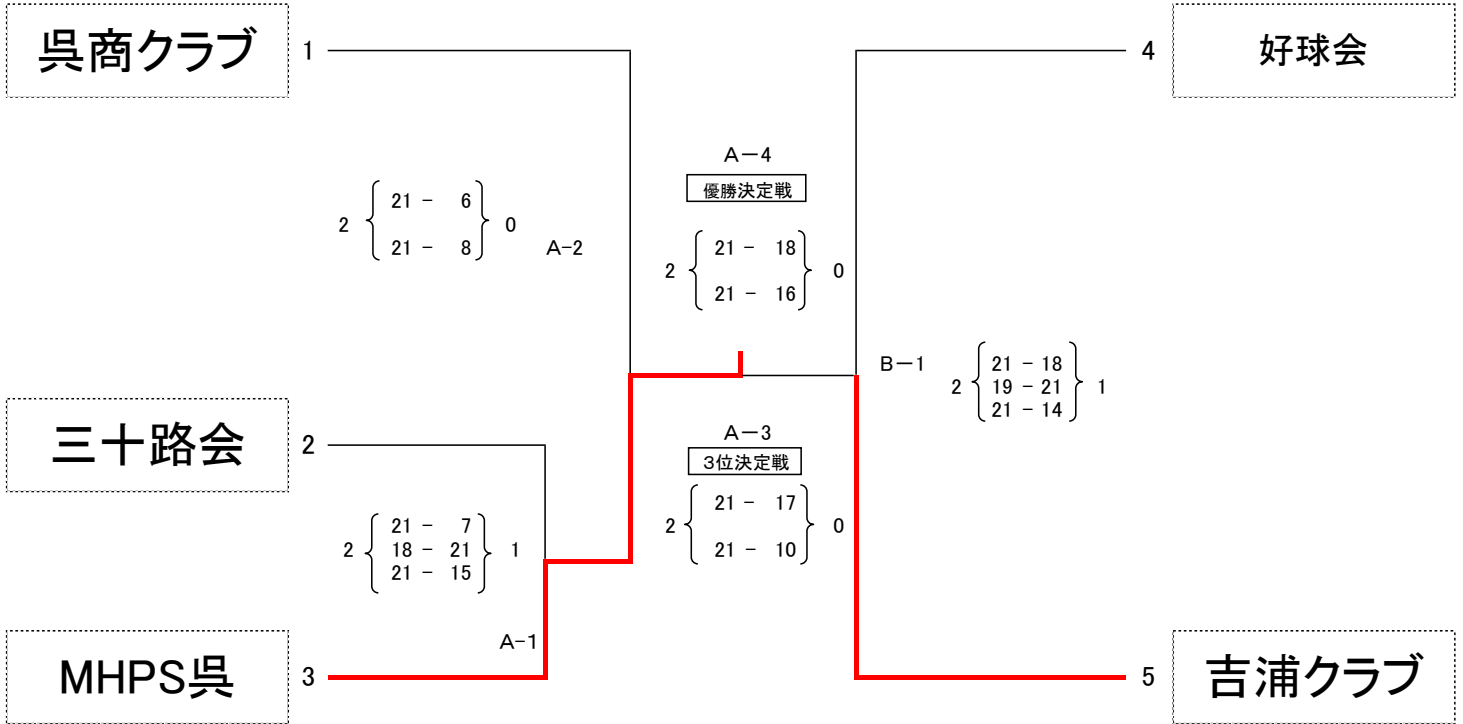 呉商クラブ 1
4 好球会
A－4
優勝決定戦
2 { 21 - 6 } 0
21 - 8
A-2
2 { 21 - 18 } 0
21 - 16
B－1
2 { 21 - 18
19 - 21 } 1
21 - 14
三十路会 2
A－3
3位決定戦
2 { 21 - 17 } 0
21 - 10
2 { 21 - 7
18 - 21 } 1
21 - 15
A-1
MHPS呉 3
5 吉浦クラブ